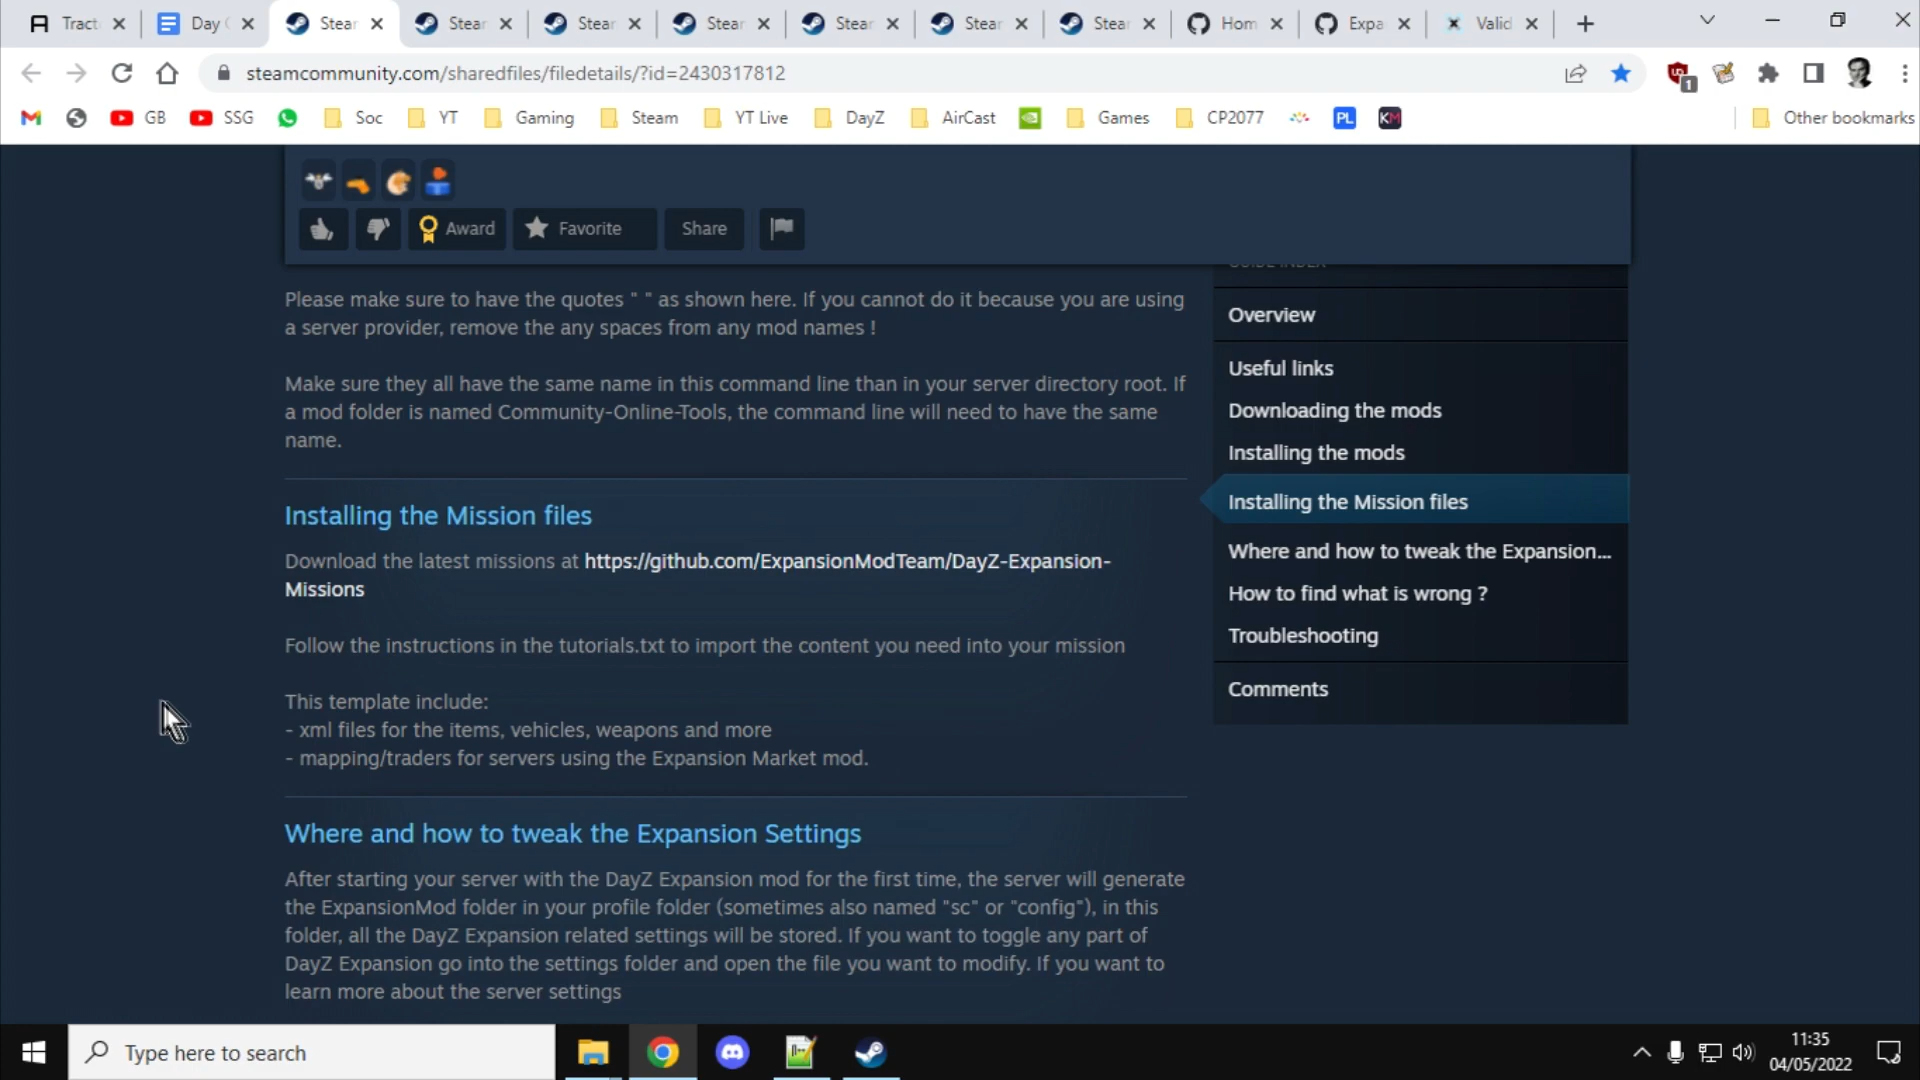 Tract
Day
Stear
Stear
Stear
Stear
Stear
Stear
Stear
Hom
Expa
Valid
steamcommunity.com/sharedfiles/filedetails/?id=2430317812
1
GB
SSG
Soc
YT
Gaming
Steam
YT Live
DayZ
AirCast
Games
CP2077
PL
KM
Other bookmarks
Award
Favorite
Share
Please make sure to have the quotes " " as shown here. If you cannot do it because you are using
a server provider, remove the any spaces from any mod names !
Make sure they all have the same name in this command line than in your server directory root. If
a mod folder is named Community-Online-Tools, the command line will need to have the same
name.
Installing the Mission files
Download the latest missions at https://github.com/ExpansionModTeam/DayZ-Expansion-
Missions
Follow the instructions in the tutorials.txt to import the content you need into your mission
This template include:
- xml files for the items, vehicles, weapons and more
- mapping/traders for servers using the Expansion Market mod.
Where and how to tweak the Expansion Settings
After starting your server with the DayZ Expansion mod for the first time, the server will generate
the ExpansionMod folder in your profile folder (sometimes also named "sc" or "config"), in this
folder, all the DayZ Expansion related settings will be stored. If you want to toggle any part of
DayZ Expansion go into the settings folder and open the file you want to modify. If you want to
learn more about the server settings
GUIDE INDEX
Overview
Useful links
Downloading the mods
Installing the mods
Installing the Mission files
Where and how to tweak the Expansion...
How to find what is wrong ?
Troubleshooting
Comments
Type here to search
11:35
04/05/2022